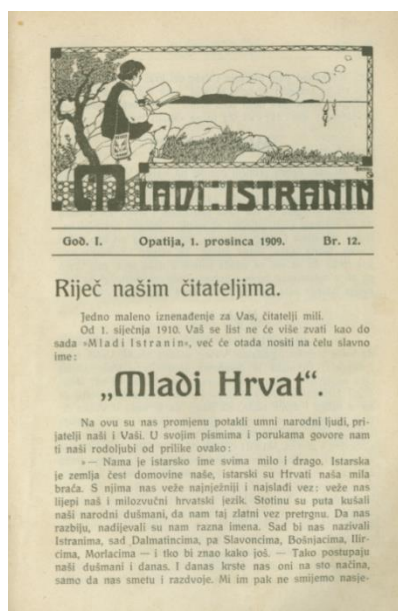 MLADI ISTRANIN
God. I. Opatija, 1. prosinca 1909. Br. 12.
Riječ našim čitateljima.
Jedno maleno iznenađenje za Vas, čitatelji mili.
Od 1. siječnja 1910. Vaš se list ne će više zvati kao do
sada »Mladi Istranin«, već će otada nositi na čelu slavno
ime:
„Mladi Hrvat“.
Na ovu su nas promjenu potakli umni narodni ljudi, pri-
jatelji naši i Vaši. U svojim pismima i porukama govore nam
ti naši rodoljubi od prilike ovako:
»— Nama je istarsko ime svima milo i drago. Istarska
je zemlja čest domovine naše, istarski su Hrvati naša mila
braća. S njima nas veže najnježniji i najslađi vez: veže nas
lijepi naš i milozvučni hrvatski jezik. Stotinu su puta kušali
naši narodni dušmani, da nam taj zlatni vez pretrgnu. Da nas
razbiju, nadijevali su nam razna imena. Sad bi nas nazivali
Istranima, sad Dalmatincima, pa Slavoncima, Bošnjacima, Ilir-
cima, Morlacima — i tko bi znao kako još. — Tako postupaju
naši dušmani i danas. I danas krste nas oni na sto načina,
samo da nas smetu i razdvoje. Mi im pak ne smijemo nasje-